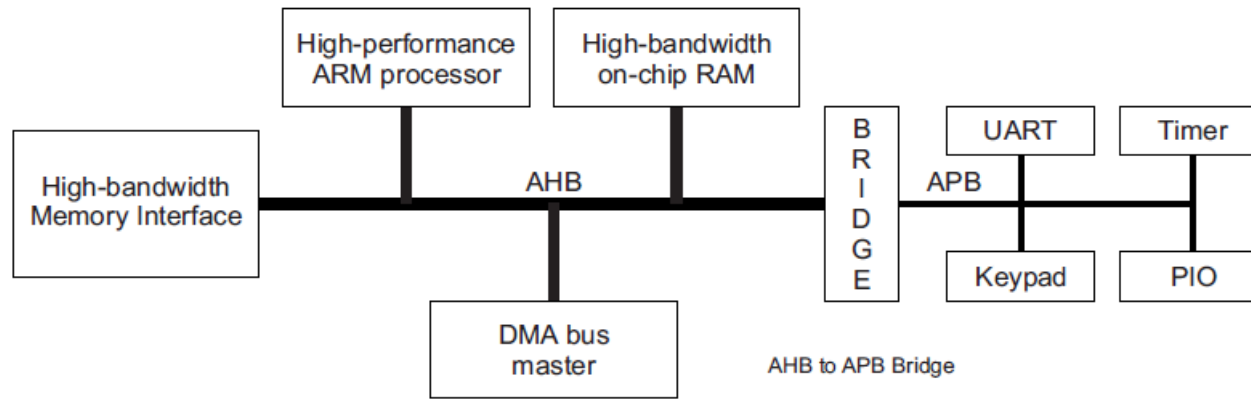 High-performance
ARM processor
High-bandwidth
on-chip RAM
High-bandwidth
Memory Interface
AHB
B
R
I
D
G
E
APB
UART
Timer
Keypad
PIO
DMA bus
master
AHB to APB Bridge